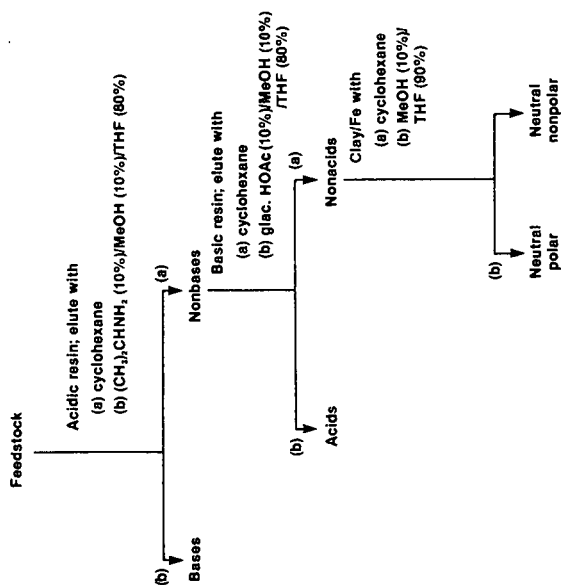 Feedstock
Acidic resin; elute with
(a) cyclohexane
(b) (CH₃)₂CHNH₂ (10%)/MeOH (10%)/THF (80%)
(b)
(a)
Bases
Nonbases
Basic resin; elute with
(a) cyclohexane
(b) glac. HOAc (10%)/MeOH (10%)
/THF (80%)
(b)
(a)
Acids
Nonacids
Clay/Fe with
(a) cyclohexane
(b) MeOH (10%)/
THF (90%)
(b)
Neutral
polar
Neutral
nonpolar